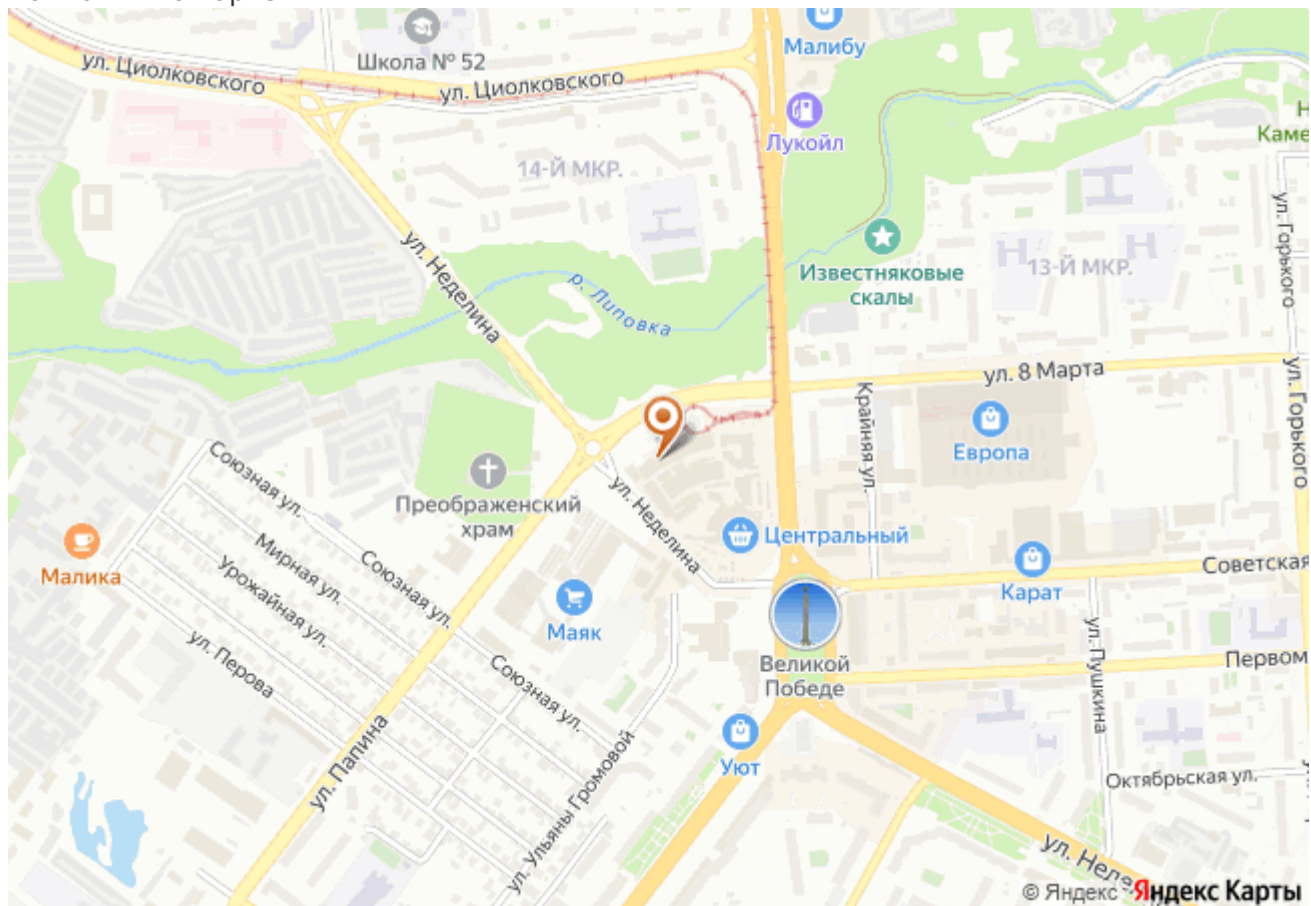 Школа № 52
Малибу
ул. Циолковского
ул. Циолковского
Лукойл
Н
Каме
14-Й МКР.
ул. Горького
ул. Неделина
Известняковые
скалы
13-Й МКР.
р. Липовка
ул. 8 Марта
Крайняя ул.
ул. Горького
Европа
Союзная ул.
Преображенский
храм
ул. Неделина
Центральный
Малика
Мирная ул.
Союзная ул.
Урожайная ул.
Маяк
Карат
Советская
ул. Перова
Союзная ул.
Великой
Победе
ул. Пушкина
Первом
ул. Папина
Уют
ул. Ульяны Громовой
Октябрьская ул.
ул. Неде
© Яндекс Яндекс Карты